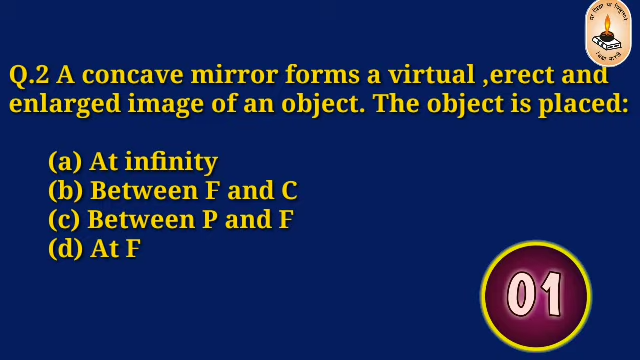 Q.2 A concave mirror forms a virtual ,erect and
enlarged image of an object. The object is placed:
(a) At infinity
(b) Between F and C
(c) Between P and F
(d) At F
01